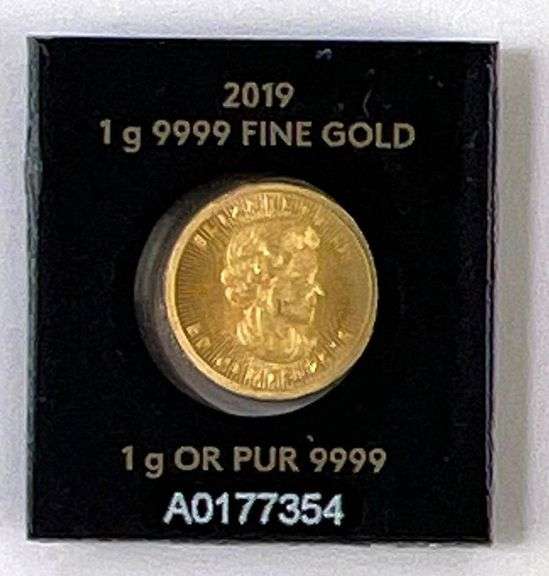 2019
1 g 9999 FINE GOLD
1 g OR PUR 9999
A0177354